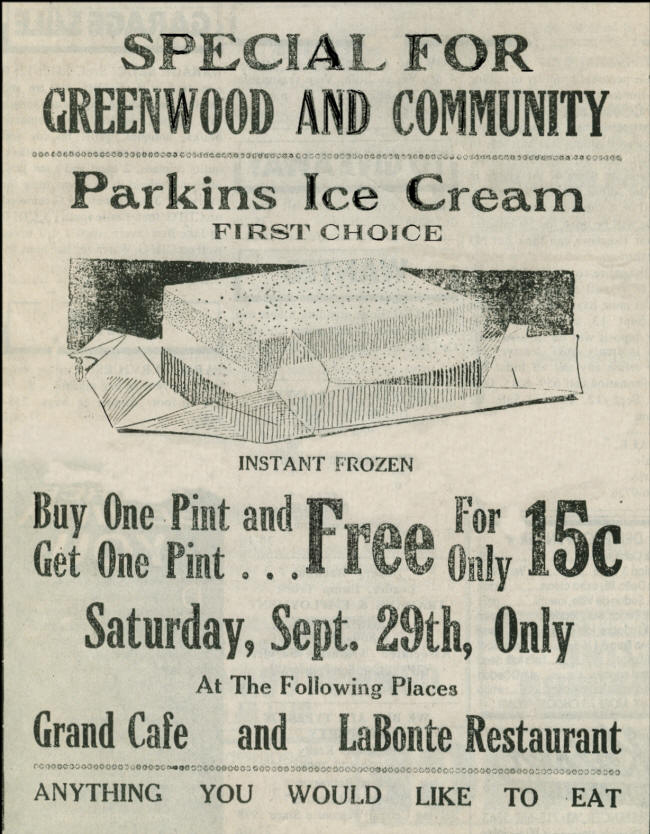 SPECIAL FOR
GREENWOOD AND COMMUNITY
Parkins Ice Cream
FIRST CHOICE
INSTANT FROZEN
Buy One Pint and
Get One Pint . . . Free For Only 15c
Saturday, Sept. 29th, Only
At The Following Places
Grand Cafe and LaBonte Restaurant
ANYTHING YOU WOULD LIKE TO EAT